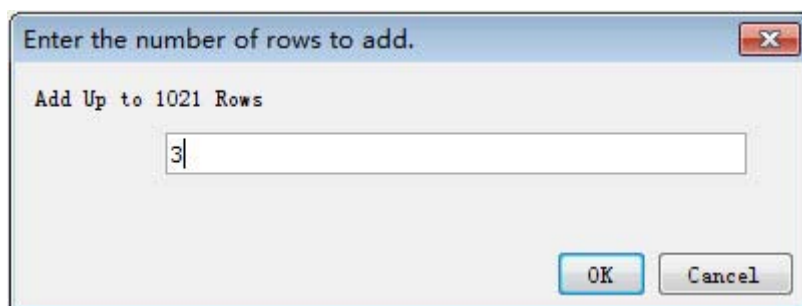 Enter the number of rows to add.
Add Up to 1021 Rows
3
OK
Cancel